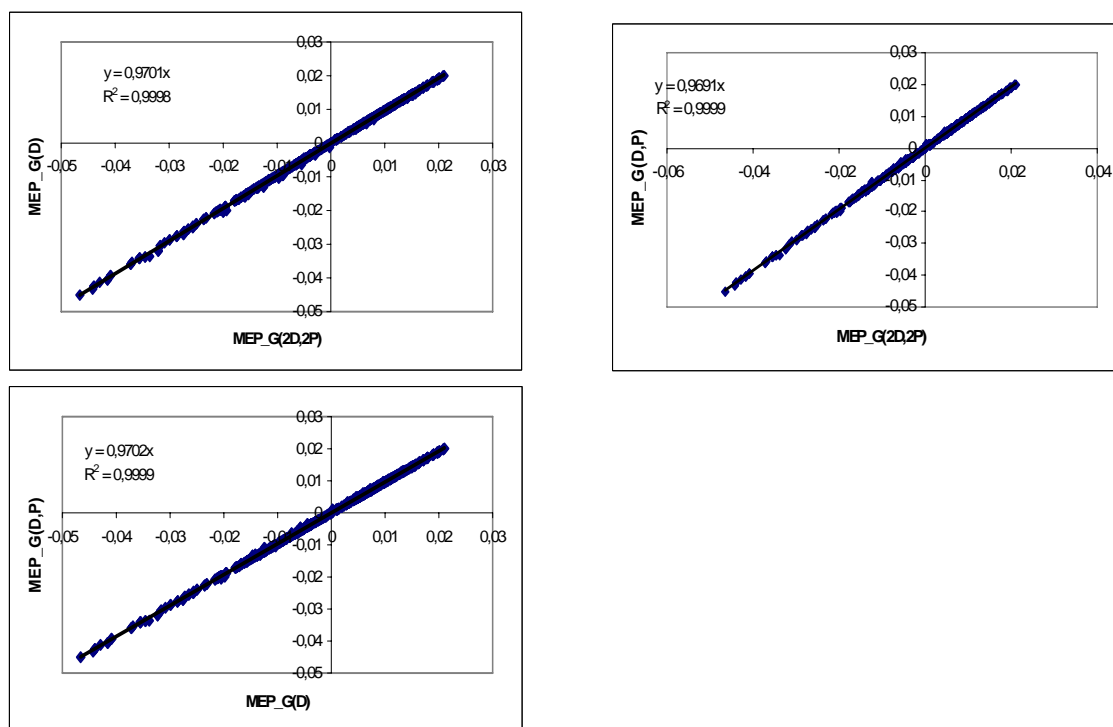 0,03
y = 0,9701x
R² = 0,9998
0,02
0,01
0
-0,05 -0,04 -0,03 -0,02 -0,01 0 0,01 0,02 0,03
-0,01
-0,02
-0,03
-0,04
-0,05
MEP_G(D)
MEP_G(2D,2P)
0,03
y = 0,9691x
R² = 0,9999
0,02
0,01
0
-0,06 -0,04 -0,02 0 0,02 0,04
-0,01
-0,02
-0,03
-0,04
-0,05
MEP_G(D,P)
MEP_G(2D,2P)
0,03
y = 0,9702x
R² = 0,9999
0,02
0,01
0
-0,05 -0,04 -0,03 -0,02 -0,01 0 0,01 0,02 0,03
-0,01
-0,02
-0,03
-0,04
-0,05
MEP_G(D,P)
MEP_G(D)